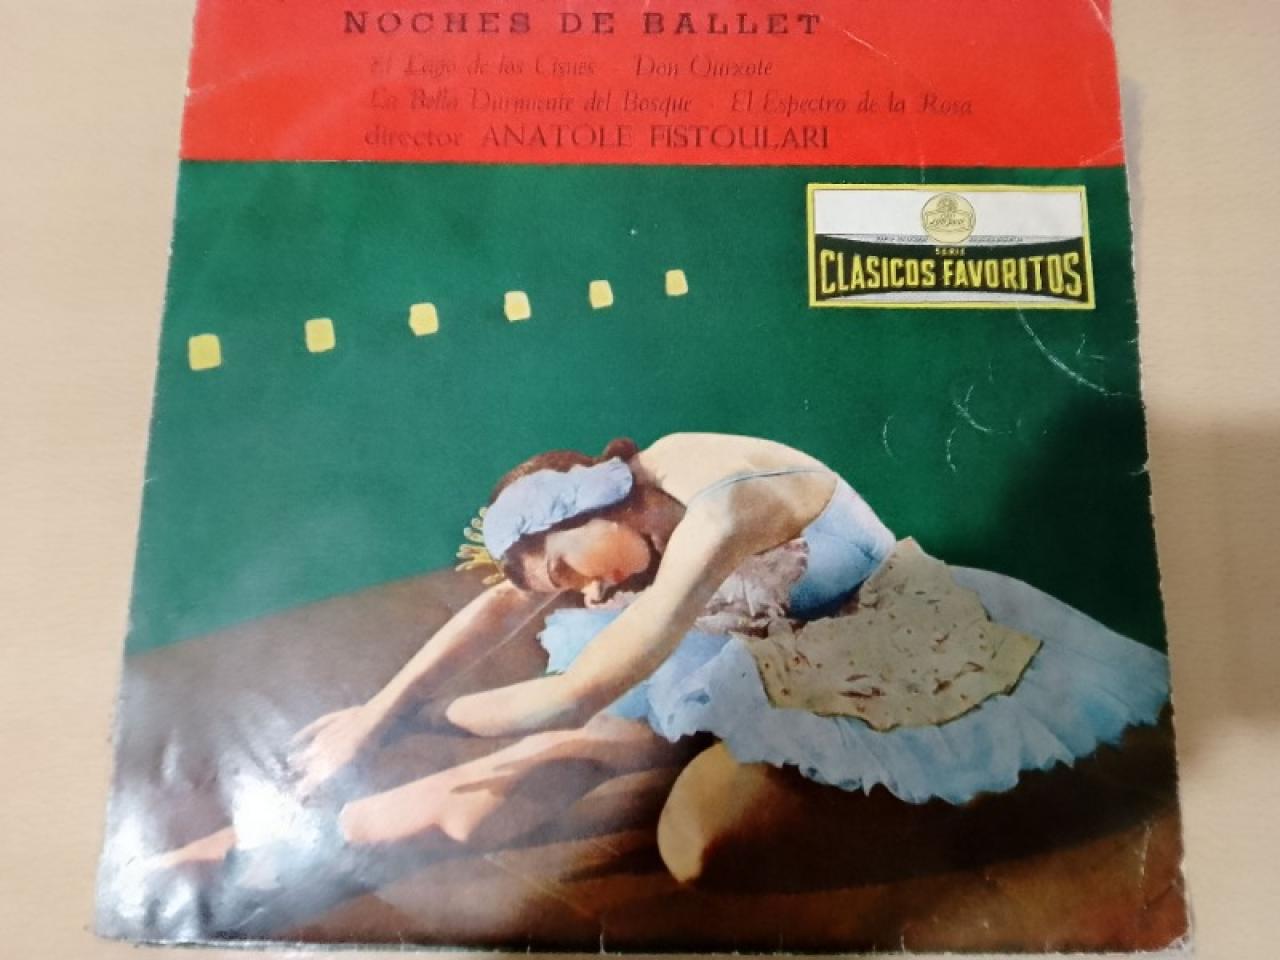 NOCHES DE BALLET
El Lago de los Cisnes - Don Quixote
La Bella Durmiente del Bosque - El Espectro de la Rosa
director ANATOLE FISTOULARI
SERIE
CLASICOS FAVORITOS